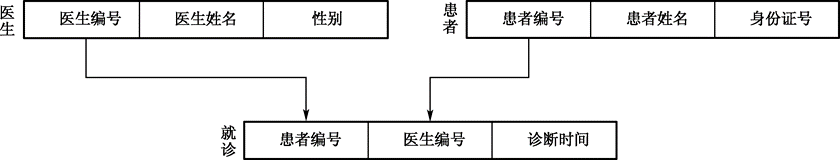 医生 医生编号 医生姓名 性别
患者 患者编号 患者姓名 身份证号
就诊 患者编号 医生编号 诊断时间